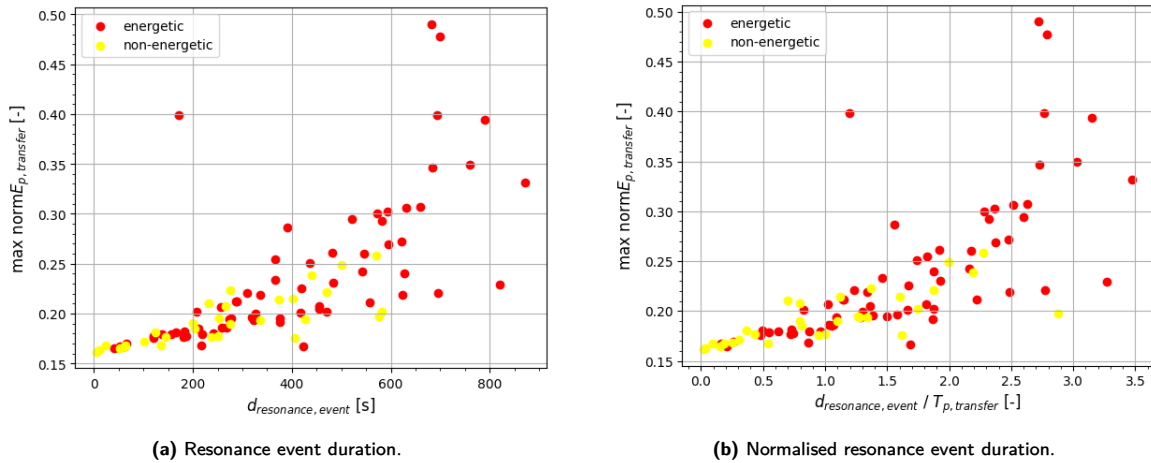 0.50
0.45
0.40
0.35
0.30
0.25
0.20
0.15
max normE_{p,transfer} [-]
energetic
non-energetic
0 200 400 600 800
d_{resonance,event} [s]
(a) Resonance event duration.
0.50
0.45
0.40
0.35
0.30
0.25
0.20
0.15
max normE_{p,transfer} [-]
energetic
non-energetic
0.0 0.5 1.0 1.5 2.0 2.5 3.0 3.5
d_{resonance,event} / T_{p,transfer} [-]
(b) Normalised resonance event duration.